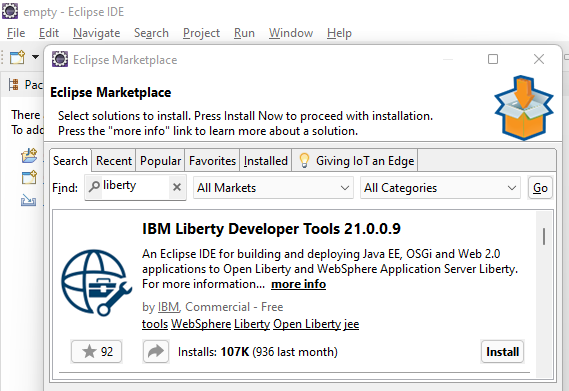 empty - Eclipse IDE
File Edit Navigate Search Project Run Window Help
Eclipse Marketplace
Eclipse Marketplace
Select solutions to install. Press Install Now to proceed with installation.
Press the "more info" link to learn more about a solution.
Search Recent Popular Favorites Installed Giving IoT an Edge
Find: liberty All Markets All Categories Go
IBM Liberty Developer Tools 21.0.0.9
An Eclipse IDE for building and deploying Java EE, OSGi and Web 2.0
applications to Open Liberty and WebSphere Application Server Liberty.
For more information... more info
by IBM, Commercial - Free
tools WebSphere Liberty Open Liberty jee
92 Installs: 107K (936 last month) Install
Pac
There
To add